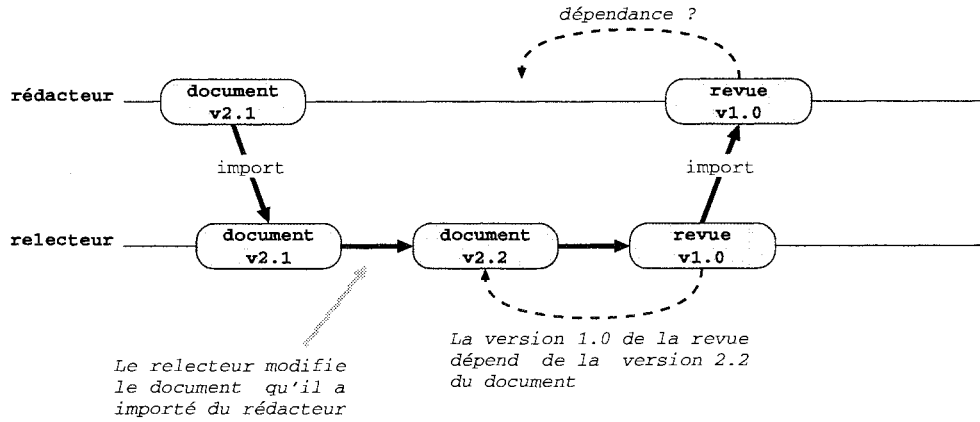 dépendance ?
rédacteur
document
v2.1
revue
v1.0
import
import
relecteur
document
v2.1
document
v2.2
revue
v1.0
Le relecteur modifie
le document qu'il a
importé du rédacteur
La version 1.0 de la revue
dépend de la version 2.2
du document